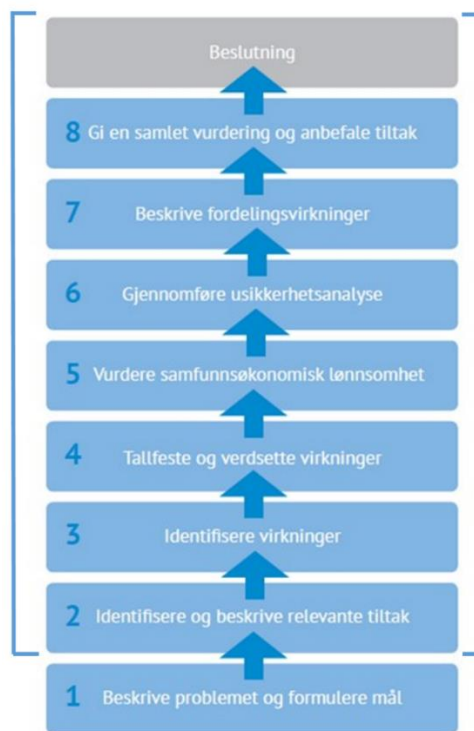 Beslutning
8 Gi en samlet vurdering og anbefale tiltak
7 Beskrive fordelingsvirkninger
6 Gjennomføre usikkerhetsanalyse
5 Vurdere samfunnsøkonomisk lønnsomhet
4 Tallfeste og verdsette virkninger
3 Identifisere virkninger
2 Identifisere og beskrive relevante tiltak
1 Beskrive problemet og formulere mål